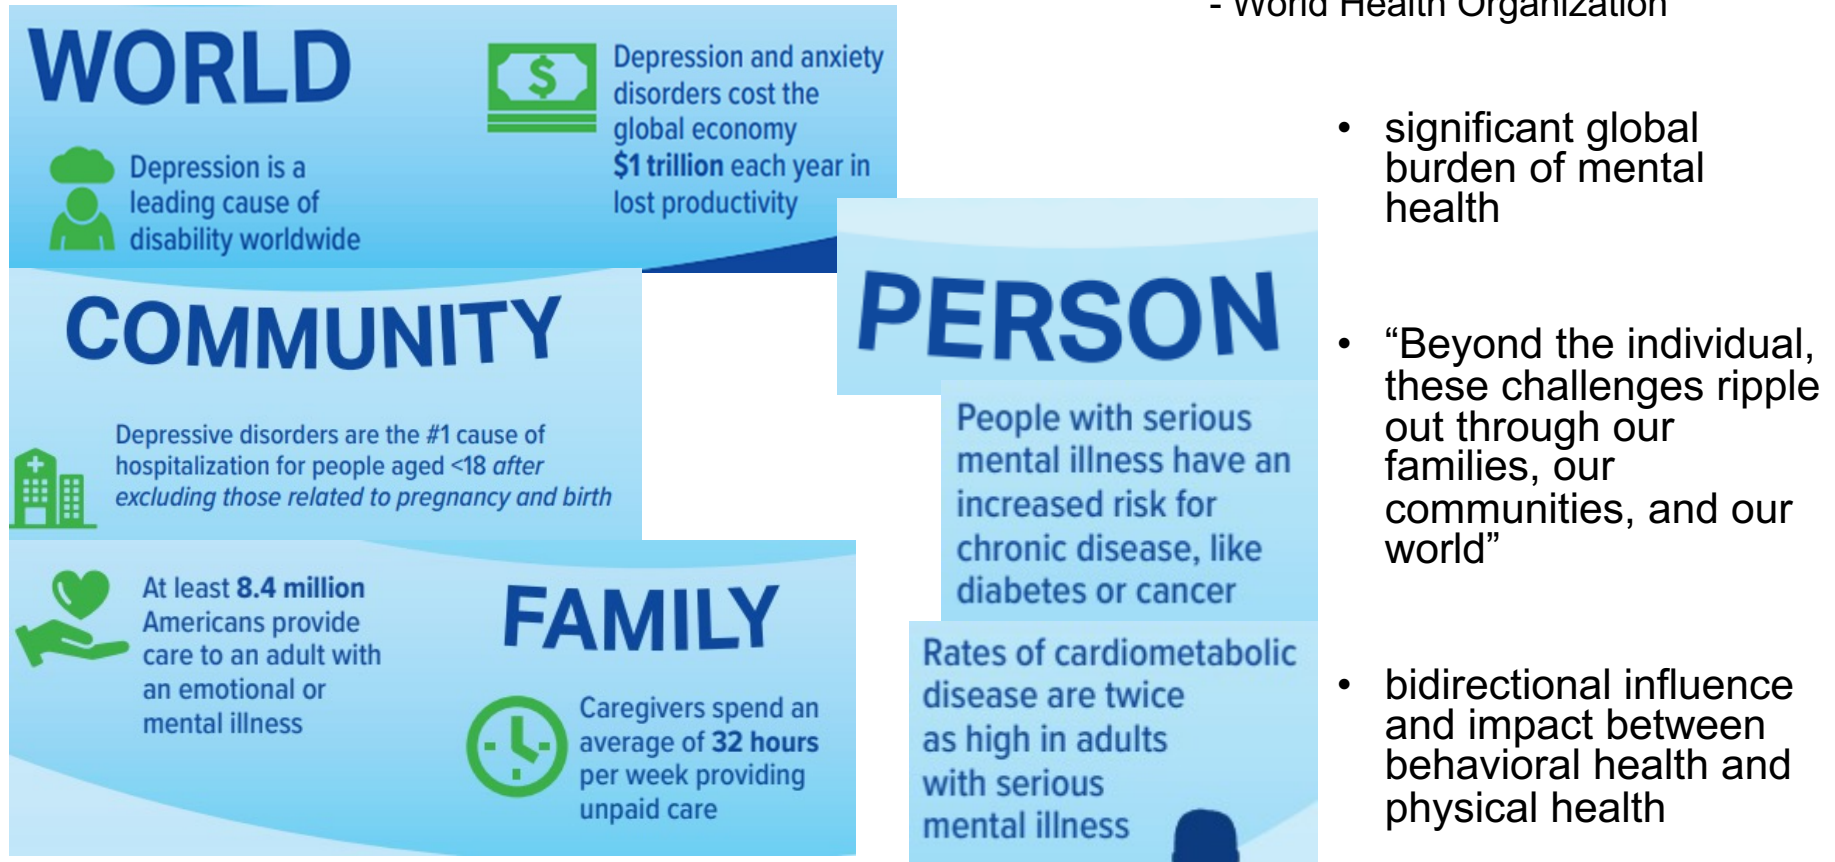 - World Health Organization
WORLD
Depression is a
leading cause of
disability worldwide
$
Depression and anxiety
disorders cost the
global economy
$1 trillion each year in
lost productivity
COMMUNITY
Depressive disorders are the #1 cause of
hospitalization for people aged <18 after
excluding those related to pregnancy and birth
At least 8.4 million
Americans provide
care to an adult with
an emotional or
mental illness
FAMILY
Caregivers spend an
average of 32 hours
per week providing
unpaid care
PERSON
People with serious
mental illness have an
increased risk for
chronic disease, like
diabetes or cancer
Rates of cardiometabolic
disease are twice
as high in adults
with serious
mental illness
• significant global
burden of mental
health
• “Beyond the individual,
these challenges ripple
out through our
families, our
communities, and our
world”
• bidirectional influence
and impact between
behavioral health and
physical health